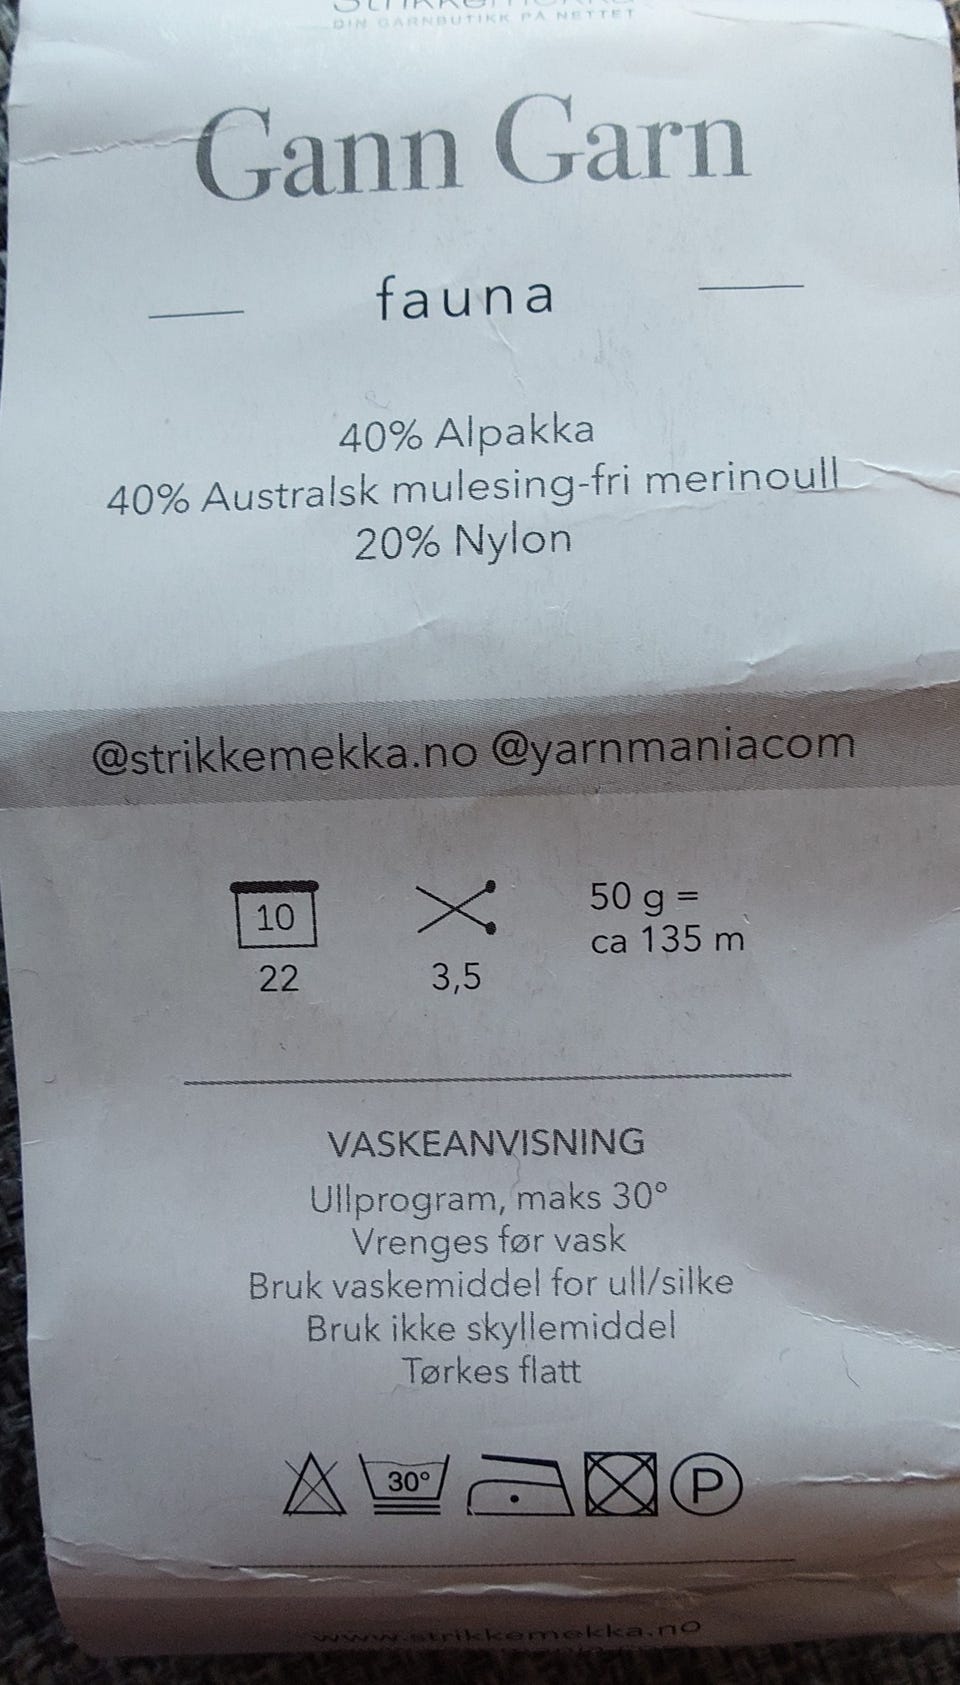 DIN GARNBUTIKK PÅ NETTET
Gann Garn
fauna
40% Alpakka
40% Australsk mulesing-fri merinoull
20% Nylon
@strikkemekka.no @yarnmaniacom
10
22
3,5
50 g =
ca 135 m
VASKEANVISNING
Ullprogram, maks 30°
Vrenges før vask
Bruk vaskemiddel for ull/silke
Bruk ikke skyllemiddel
Tørkes flatt
30° P
www.strikkemekka.no